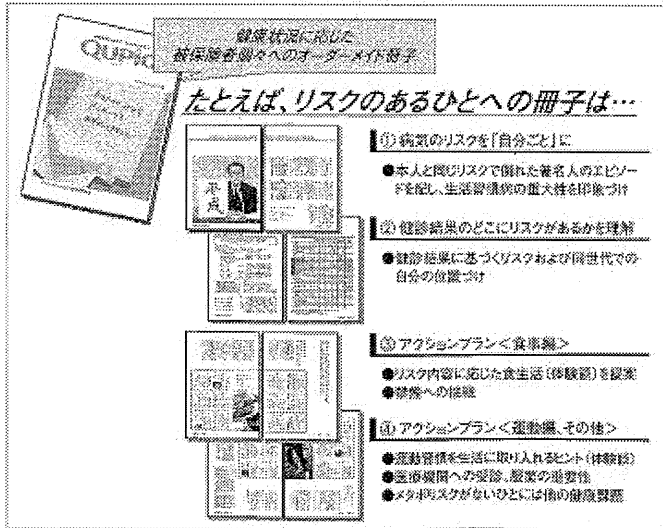 QUPiO
健康状況に応じた
被保険者個々へのオーダーメイド冊子
たとえば、リスクのあるひとへの冊子は…
① 病気のリスクを「自分ごと」に
●本人と同じリスクで倒れた著名人のエピソー
ドを配し、生活習慣病の重大性を印象づけ
② 健診結果のどこにリスクがあるかを理解
●健診結果に基づくリスクおよび同世代での
自分の位置づけ
③ アクションプラン＜食事編＞
●リスク内容に応じた食生活（体験談）を提案
●禁煙への挑戦
④ アクションプラン＜運動編、その他＞
●運動習慣を生活に取り入れるヒント（体験談）
●医療機関への受診、服薬の重要性
●メタボリスクがないひとには他の健康課題